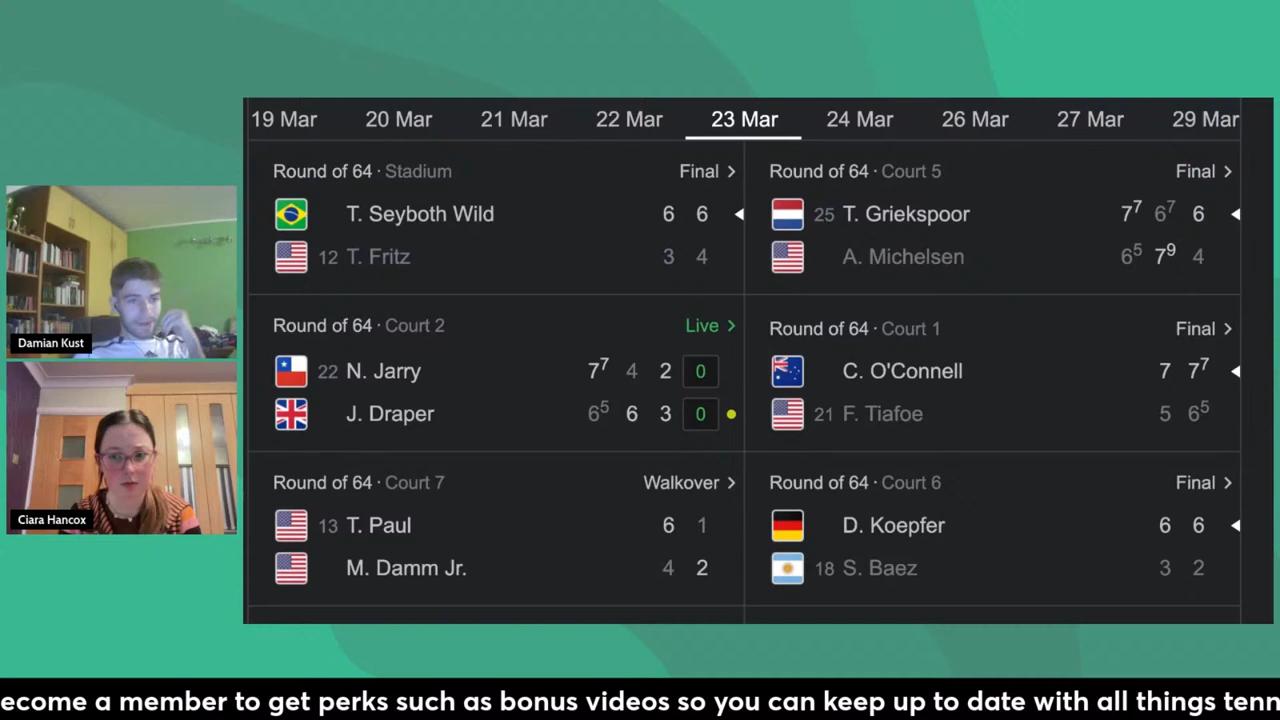 19 Mar 20 Mar 21 Mar 22 Mar 23 Mar 24 Mar 26 Mar 27 Mar 29 Mar
Round of 64 · Stadium Final
T. Seyboth Wild 6 6
12 T. Fritz 3 4
Round of 64 · Court 5 Final
25 T. Griekspoor 7⁷ 6⁷ 6
A. Michelsen 6⁵ 7⁹ 4
Round of 64 · Court 2 Live
22 N. Jarry 7⁷ 4 2 0
J. Draper 6⁵ 6 3 0
Round of 64 · Court 1 Final
C. O'Connell 7 7⁷
21 F. Tiafoe 5 6⁵
Round of 64 · Court 7 Walkover
13 T. Paul 6 1
M. Damm Jr. 4 2
Round of 64 · Court 6 Final
D. Koepfer 6 6
18 S. Baez 3 2
Damian Kust
Ciara Hancox
ecome a member to get perks such as bonus videos so you can keep up to date with all things tenn